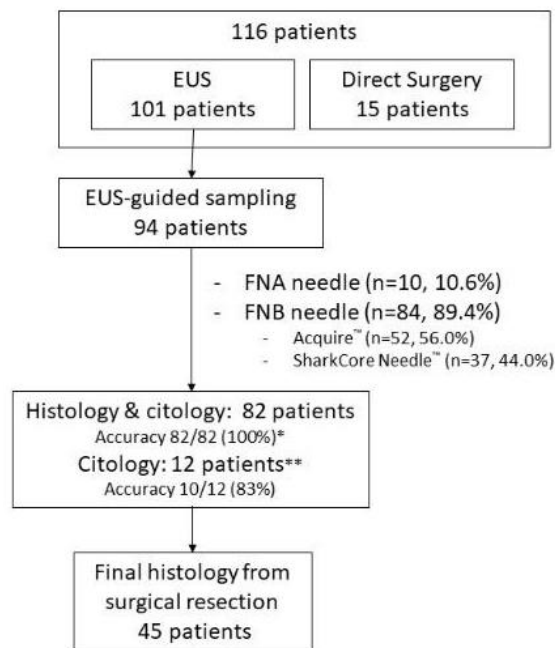 116 patients
EUS
101 patients
Direct Surgery
15 patients
EUS-guided sampling
94 patients
- FNA needle (n=10, 10.6%)
- FNB needle (n=84, 89.4%)
- Acquire™ (n=52, 56.0%)
- SharkCore Needle™ (n=37, 44.0%)
Histology & citology: 82 patients
Accuracy 82/82 (100%)*
Citology: 12 patients**
Accuracy 10/12 (83%)
Final histology from
surgical resection
45 patients